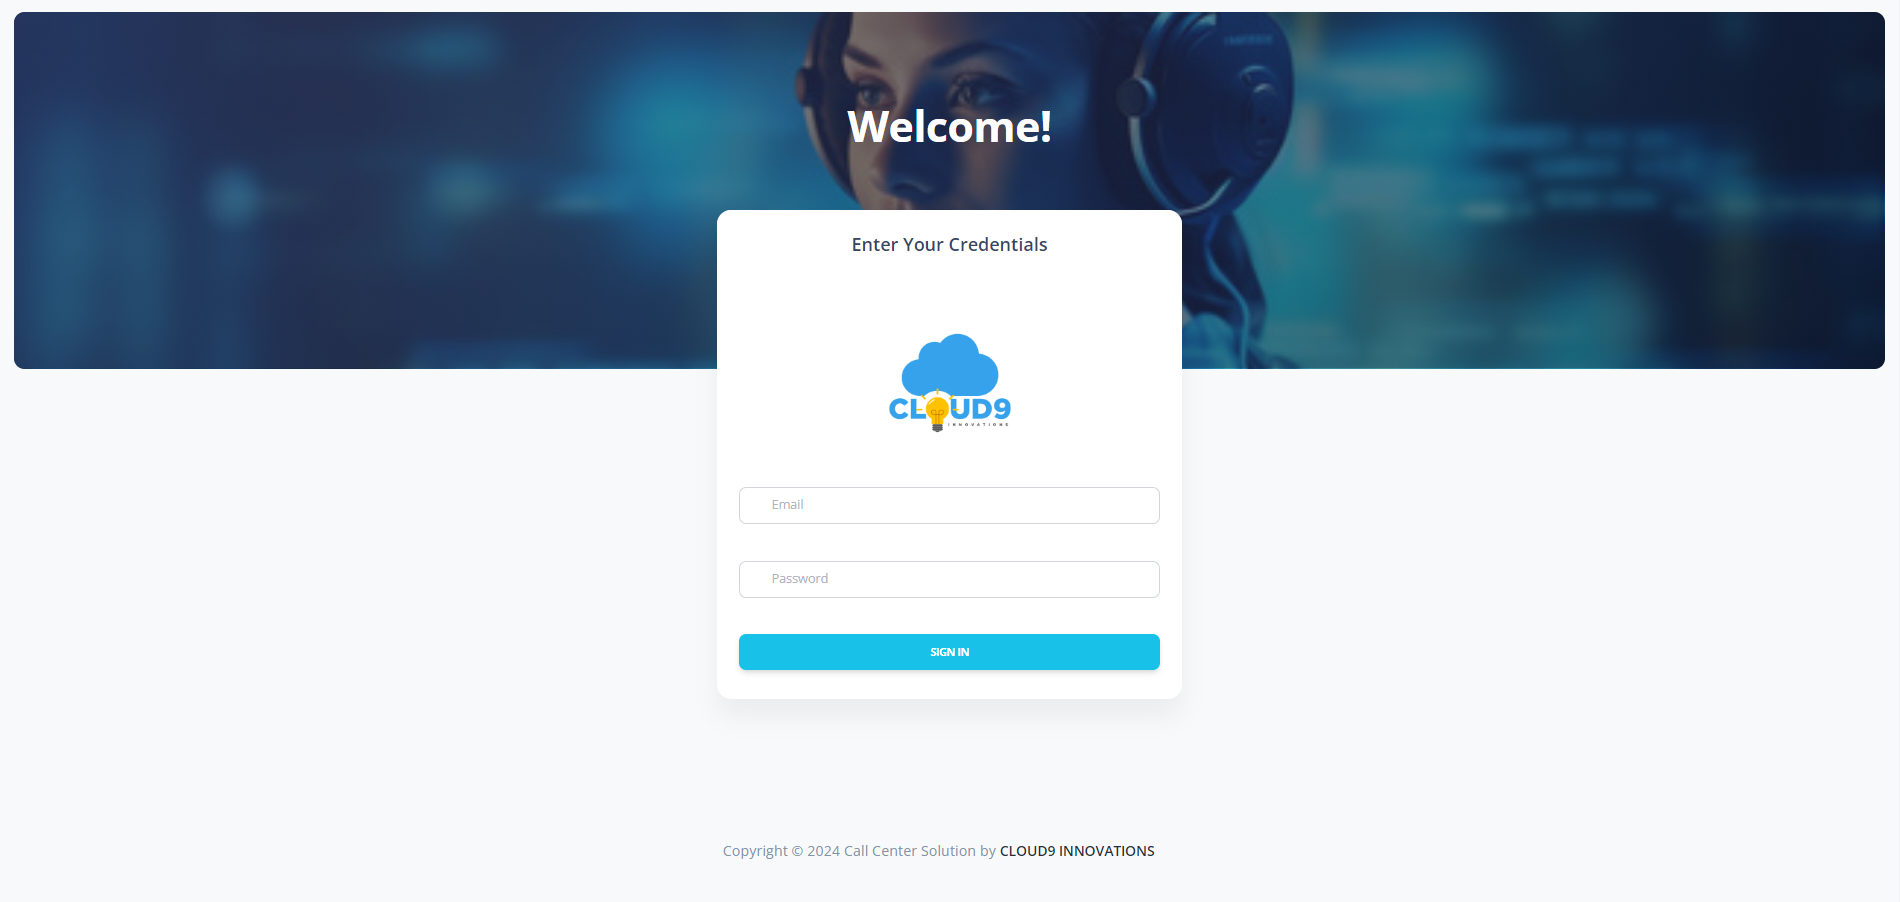 Welcome!
Enter Your Credentials
CLOUD9
INNOVATIONS
Email
Password
SIGN IN
Copyright © 2024 Call Center Solution by CLOUD9 INNOVATIONS